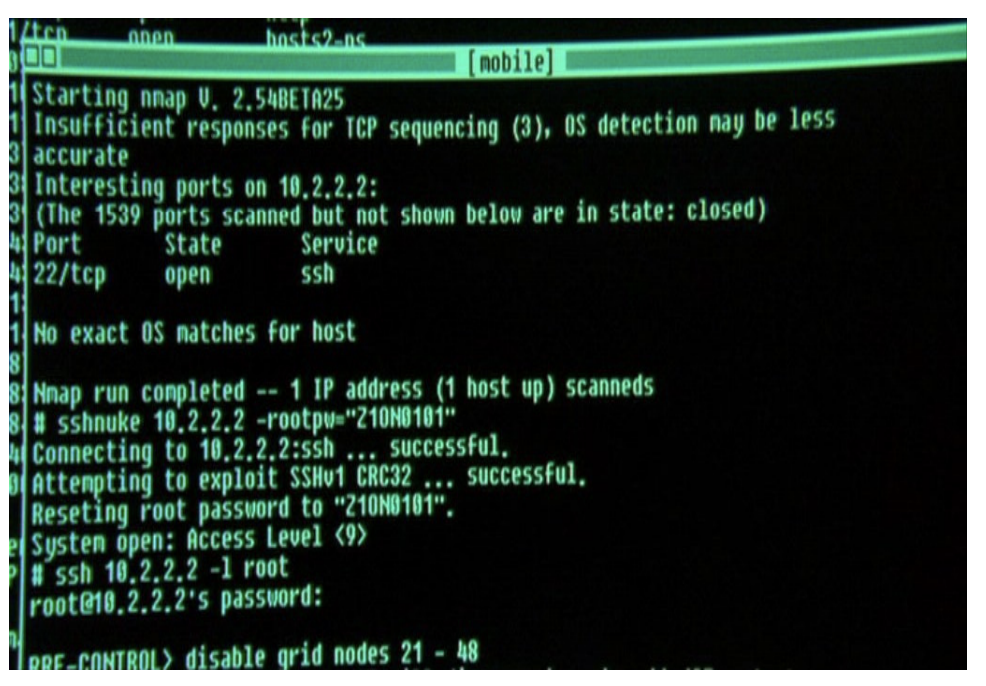 1/tcp open
hosts2-ns
[mobile]
Starting nmap V. 2.54BETA25
Insufficient responses for TCP sequencing (3), OS detection may be less
accurate
Interesting ports on 10.2.2.2:
(The 1539 ports scanned but not shown below are in state: closed)
Port State Service
22/tcp open ssh
No exact OS matches for host
Nmap run completed -- 1 IP address (1 host up) scanneds
# sshnuke 10.2.2.2 -rootpw="Z10N0101"
Connecting to 10.2.2.2:ssh ... successful.
Attempting to exploit SSHv1 CRC32 ... successful.
Reseting root password to "Z10N0101".
System open: Access Level <9>
# ssh 10.2.2.2 -l root
root@10.2.2.2's password:
RRF-CONTROL> disable grid nodes 21 - 48